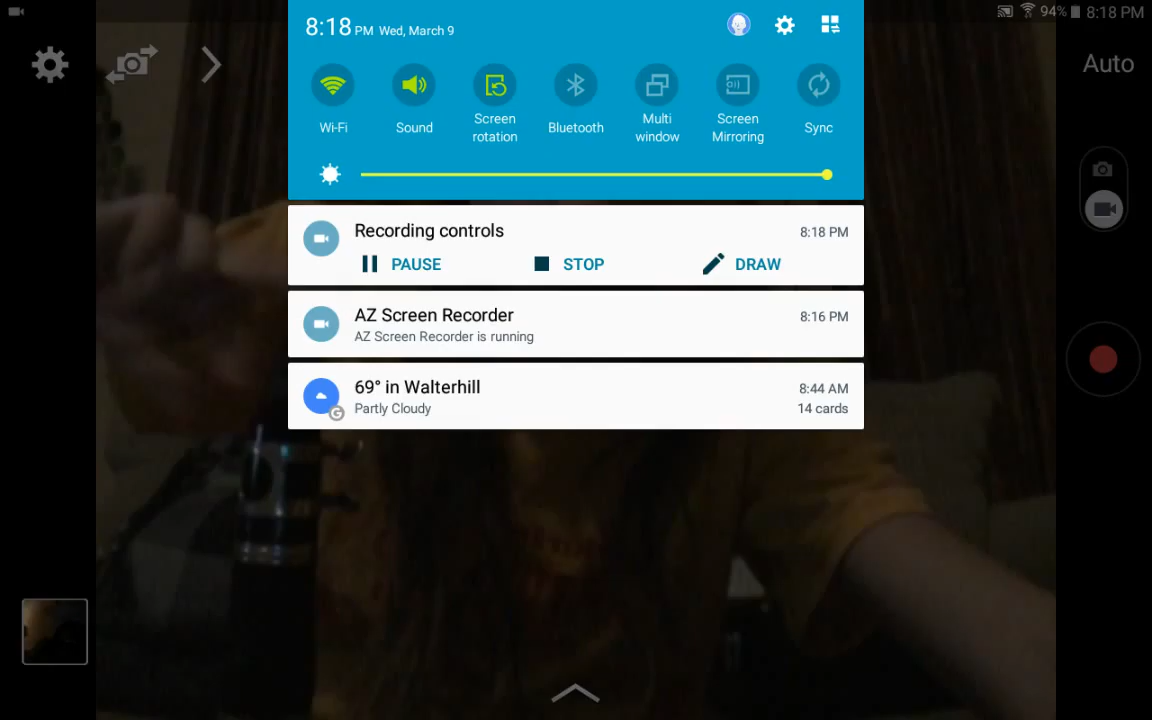 8:18 PM Wed, March 9
94% 8:18 PM
Auto
Wi-Fi
Sound
Screen
rotation
Bluetooth
Multi
window
Screen
Mirroring
Sync
Recording controls 8:18 PM
PAUSE STOP DRAW
AZ Screen Recorder 8:16 PM
AZ Screen Recorder is running
69° in Walterhill 8:44 AM
Partly Cloudy 14 cards
G